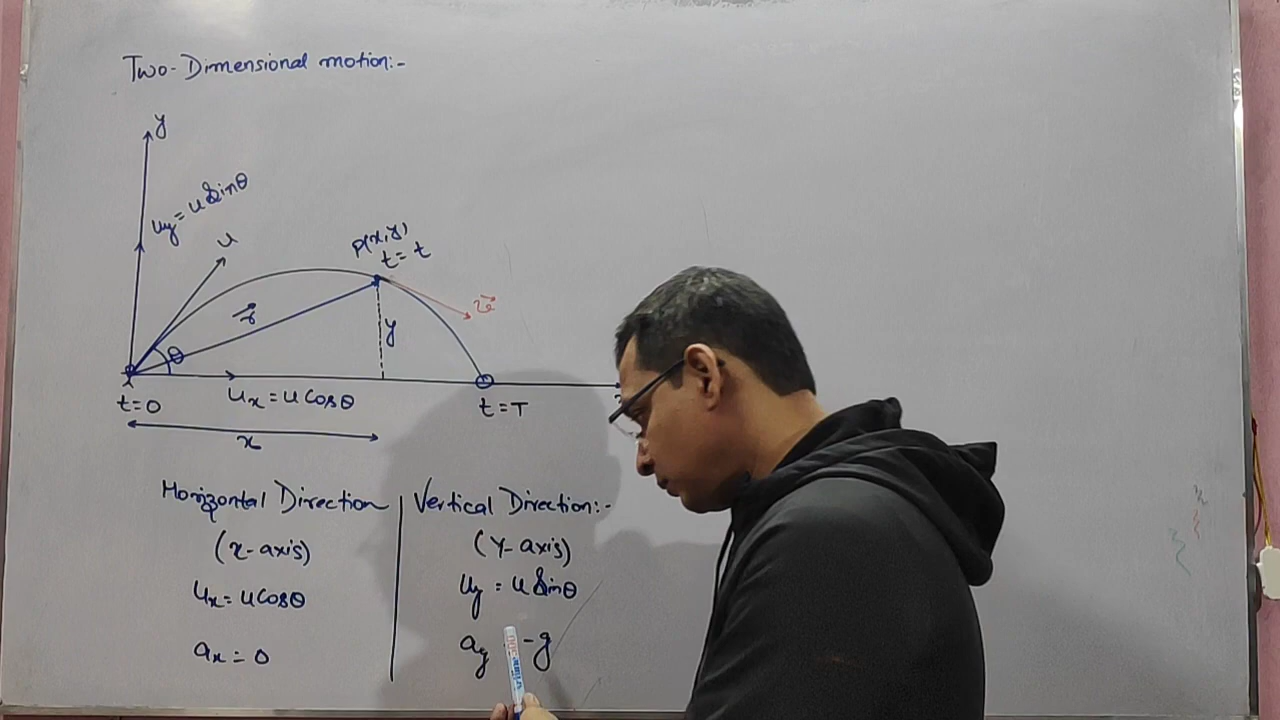 Two-Dimensional motion:-
y
uy = u Sinθ
u
P(x,y)
t = t
r
v
y
θ
t=0
ux = u Cosθ
t = T
x
Horizontal Direction
(x-axis)
ux = u Cosθ
ax = 0
Vertical Direction:-
(Y-axis)
uy = u Sinθ
ay -g